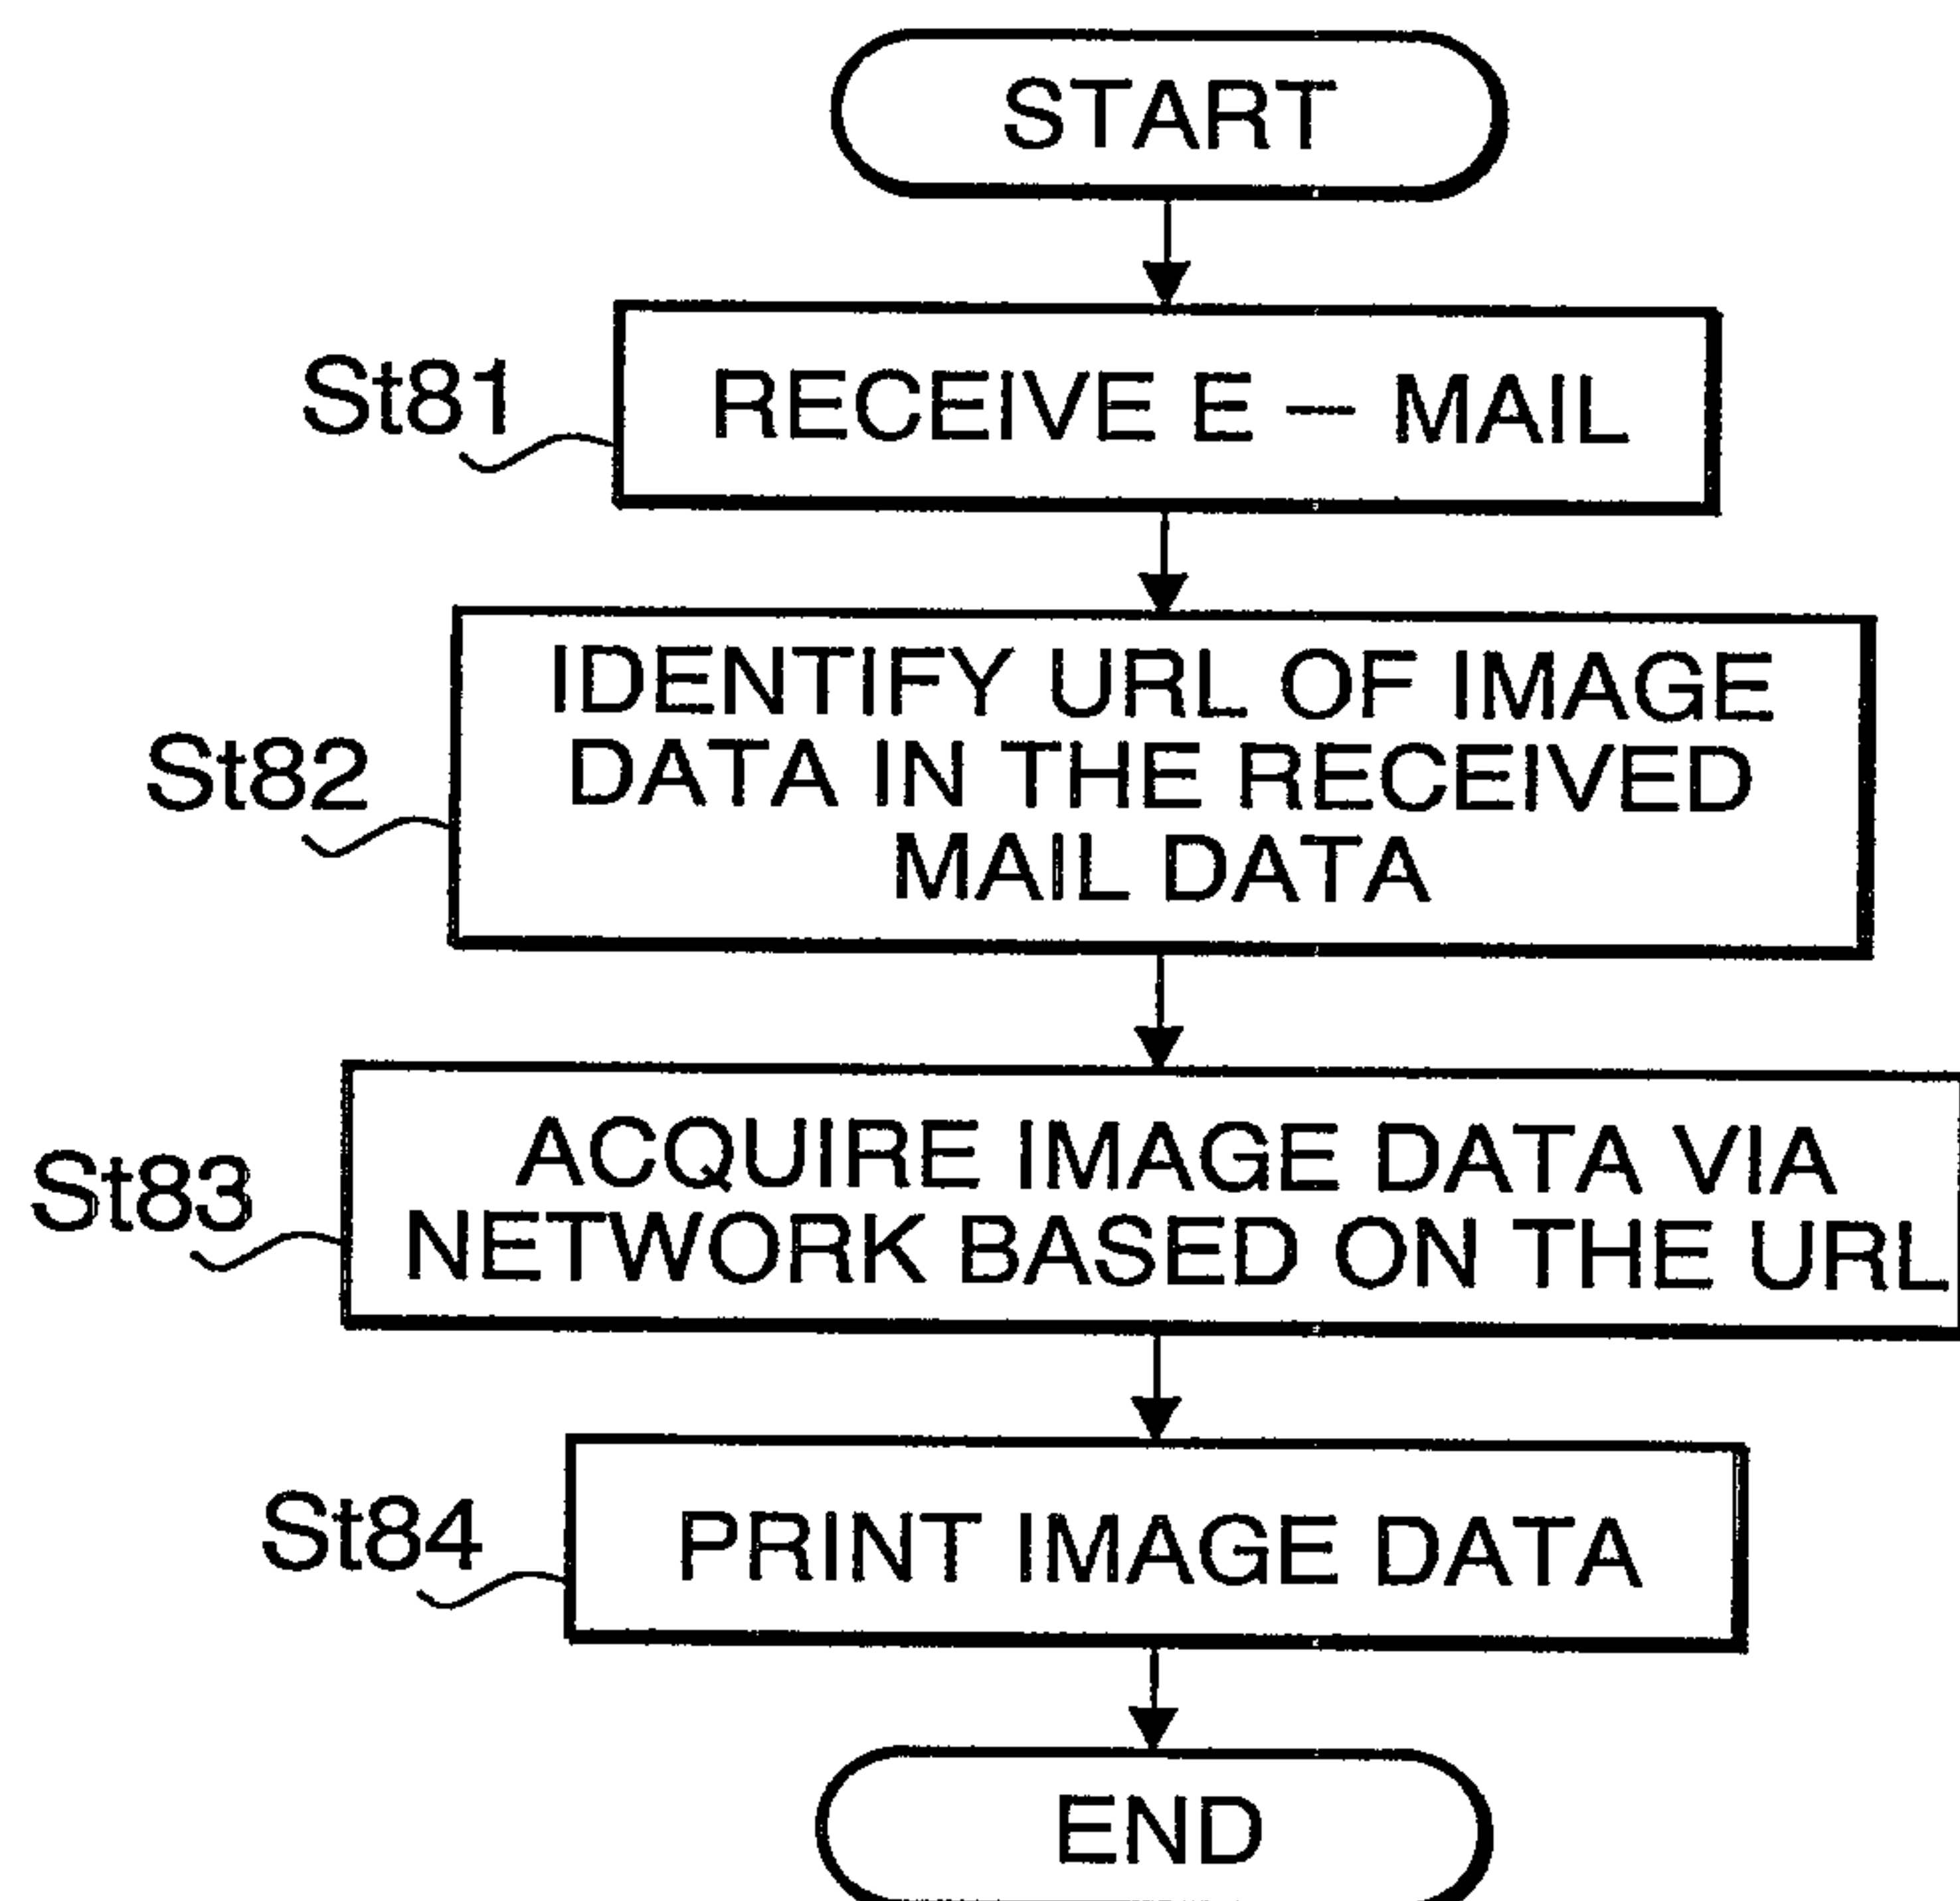 START
St81
RECEIVE E – MAIL
St82
IDENTIFY URL OF IMAGE
DATA IN THE RECEIVED
MAIL DATA
St83
ACQUIRE IMAGE DATA VIA
NETWORK BASED ON THE URL
St84
PRINT IMAGE DATA
END